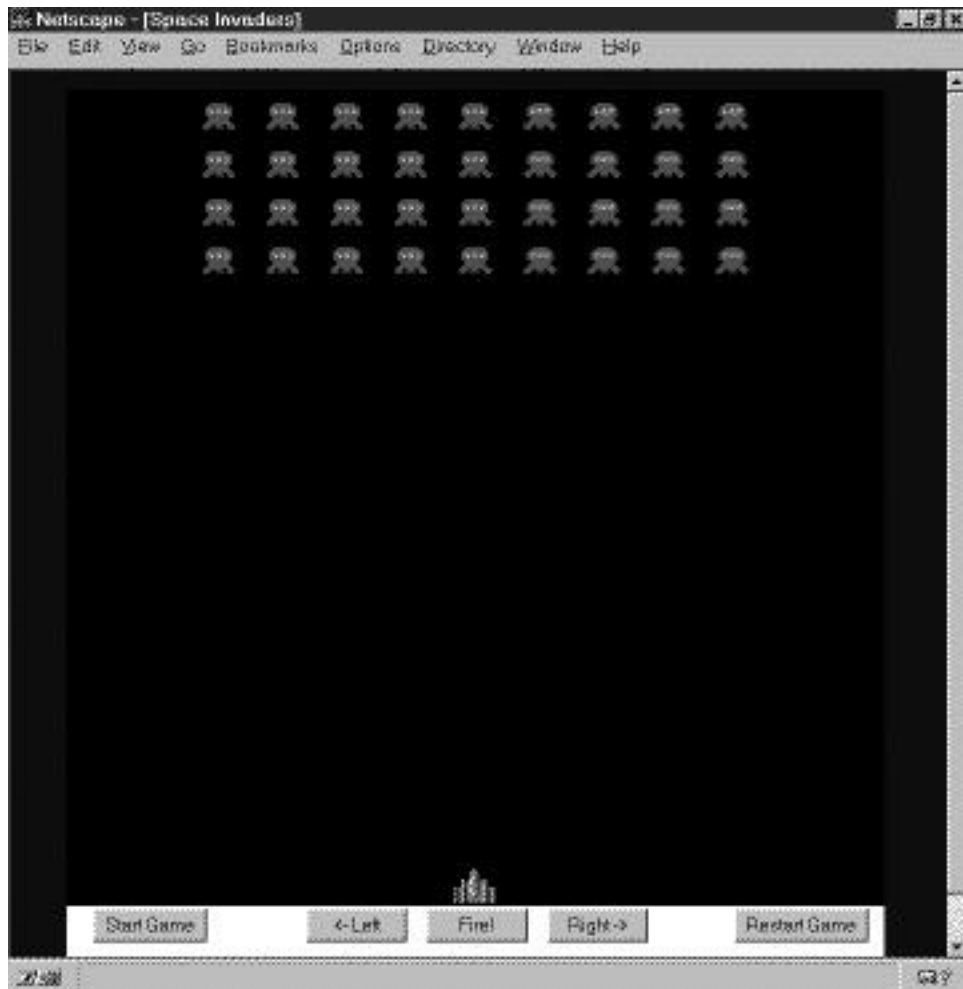 Netscape - [Space Invaders]
File Edit View Go Bookmarks Options Directory Window Help
Start Game <-Left Fire! Right-> Restart Game